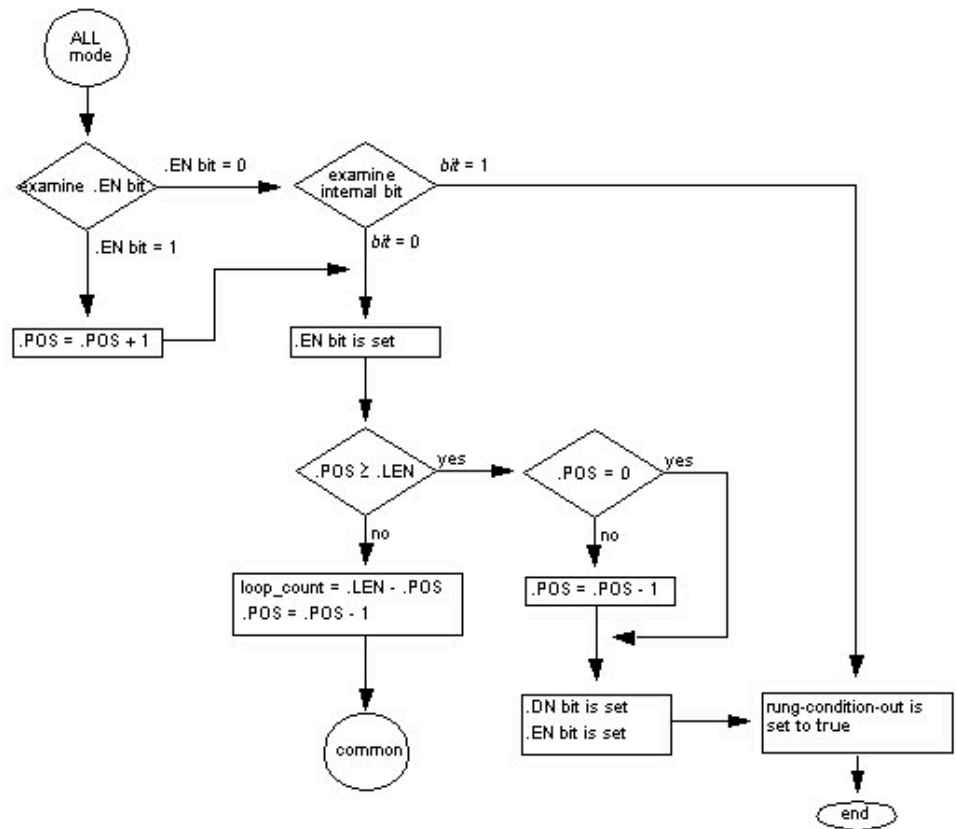 ALL
mode
examine .EN bit
.EN bit = 0
examine
internal bit
bit = 1
.EN bit = 1
bit = 0
.POS = .POS + 1
.EN bit is set
.POS ≥ .LEN
yes
.POS = 0
yes
no
no
loop_count = .LEN - .POS
.POS = .POS - 1
.POS = .POS - 1
common
.DN bit is set
.EN bit is set
rung-condition-out is
set to true
end